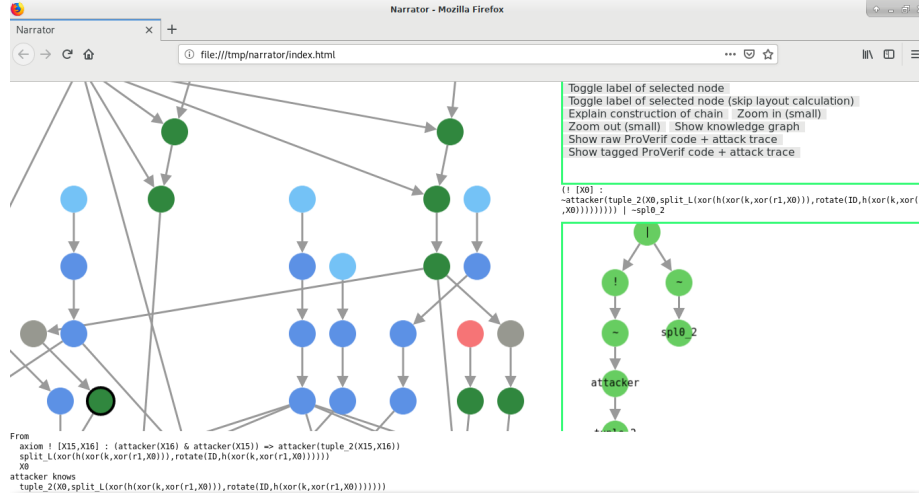 Narrator - Mozilla Firefox
Narrator × +
file:///tmp/narrator/index.html
Toggle label of selected node
Toggle label of selected node (skip layout calculation)
Explain construction of chain Zoom in (small)
Zoom out (small) Show knowledge graph
Show raw ProVerif code + attack trace
Show tagged ProVerif code + attack trace
(! [X0] :
~attacker(tuple_2(X0,split_L(xor(h(xor(k,xor(r1,X0))),rotate(ID,h(xor(k,xor(
,X0))))))))) | ~spl0_2
|
! ~
~ spl0_2
attacker
From
axiom ! [X15,X16] : (attacker(X16) & attacker(X15)) => attacker(tuple_2(X15,X16))
split_L(xor(h(xor(k,xor(r1,X0))),rotate(ID,h(xor(k,xor(r1,X0))))))
X0
attacker knows
tuple_2(X0,split_L(xor(h(xor(k,xor(r1,X0))),rotate(ID,h(xor(k,xor(r1,X0)))))))